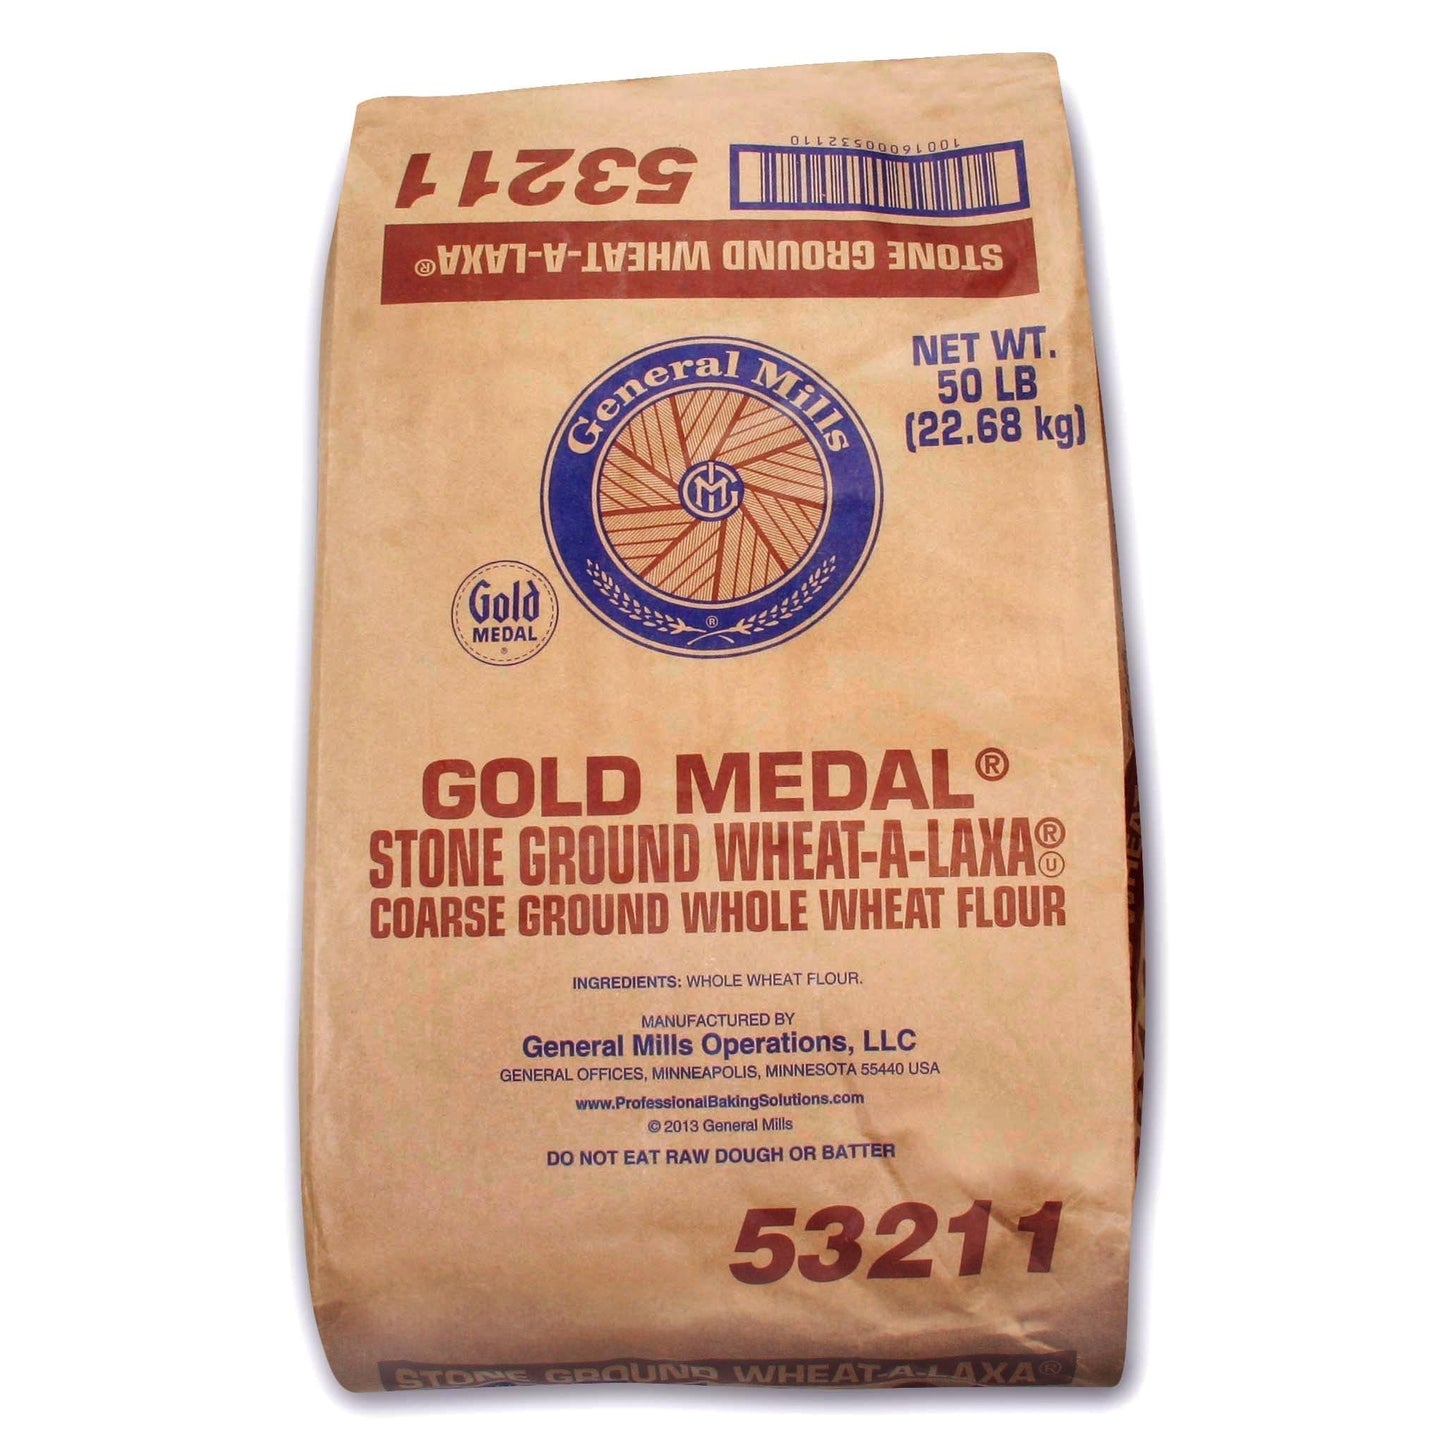 10016000532110
53211
STONE GROUND WHEAT-A-LAXA®
NET WT.
50 LB
(22.68 kg)
General Mills
GM
®
Gold
MEDAL
®
GOLD MEDAL®
STONE GROUND WHEAT-A-LAXA®
U
COARSE GROUND WHOLE WHEAT FLOUR
INGREDIENTS: WHOLE WHEAT FLOUR.
MANUFACTURED BY
General Mills Operations, LLC
GENERAL OFFICES, MINNEAPOLIS, MINNESOTA 55440 USA
www.ProfessionalBakingSolutions.com
© 2013 General Mills
DO NOT EAT RAW DOUGH OR BATTER
53211
STONE GROUND WHEAT-A-LAXA®